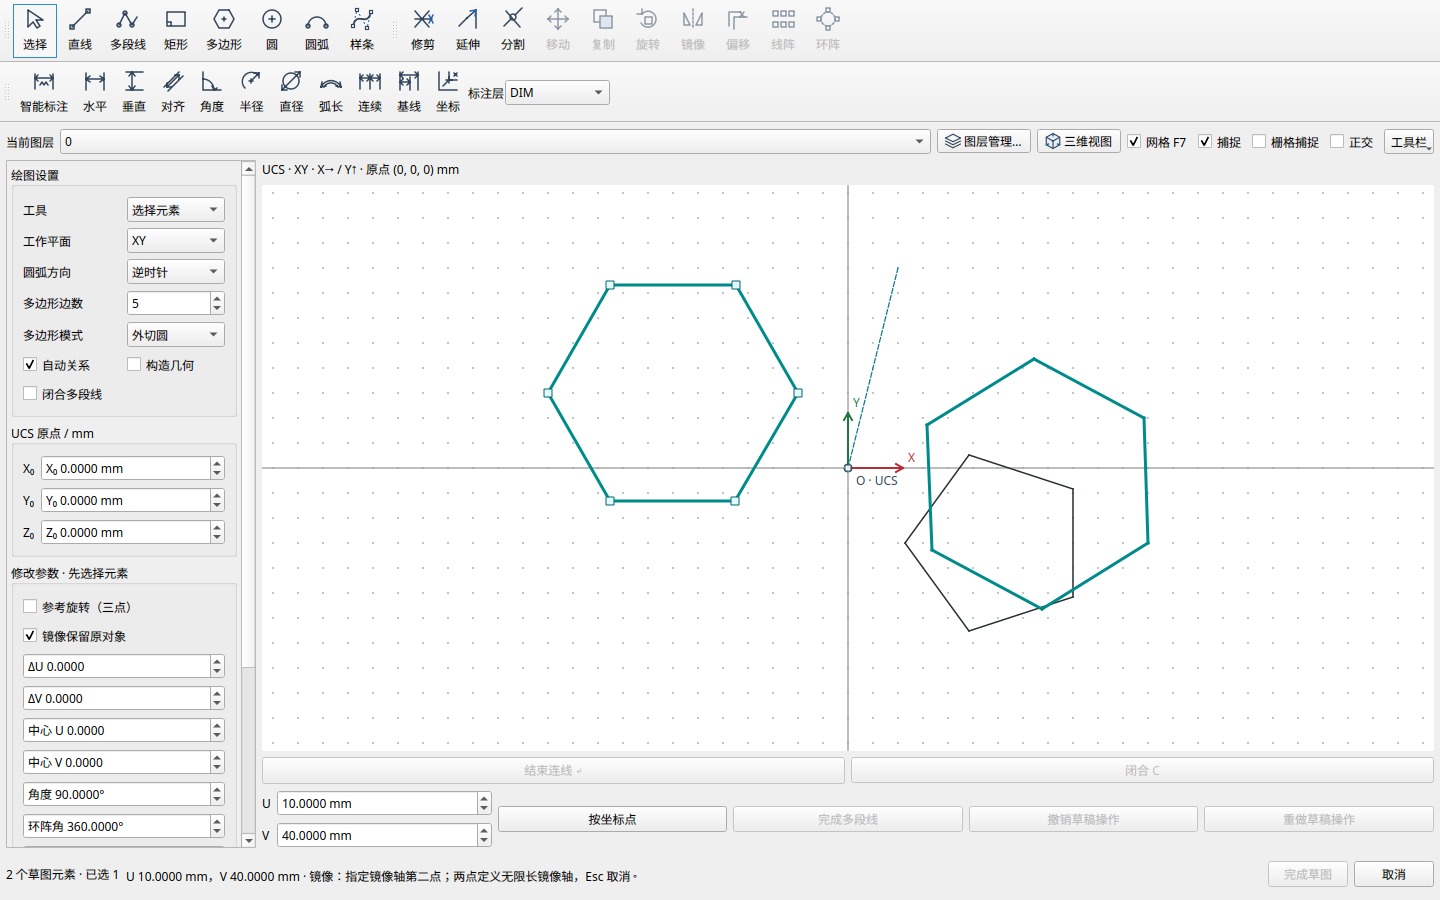 选择 直线 多段线 矩形 多边形 圆 圆弧 样条 修剪 延伸 分割 移动 复制 旋转 镜像 偏移 线阵 环阵
智能标注 水平 垂直 对齐 角度 半径 直径 弧长 连续 基线 坐标 标注层 DIM
当前图层 0 图层管理... 三维视图 网格 F7 捕捉 栅格捕捉 正交 工具栏
绘图设置
工具 选择元素
工作平面 XY
圆弧方向 逆时针
多边形边数 5
多边形模式 外切圆
自动关系 构造几何
闭合多段线
UCS 原点 / mm
X₀ X₀ 0.0000 mm
Y₀ Y₀ 0.0000 mm
Z₀ Z₀ 0.0000 mm
修改参数 · 先选择元素
参考旋转（三点）
镜像保留原对象
ΔU 0.0000
ΔV 0.0000
中心 U 0.0000
中心 V 0.0000
角度 90.0000°
环阵角 360.0000°
UCS · XY · X→ / Y↑ · 原点 (0, 0, 0) mm
Y
X
O · UCS
结束连线 ↵ 闭合 C
U 10.0000 mm
V 40.0000 mm
按坐标点 完成多段线 撤销草稿操作 重做草稿操作
2 个草图元素 · 已选 1 U 10.0000 mm，V 40.0000 mm · 镜像：指定镜像轴第二点；两点定义无限长镜像轴，Esc 取消。
完成草图 取消